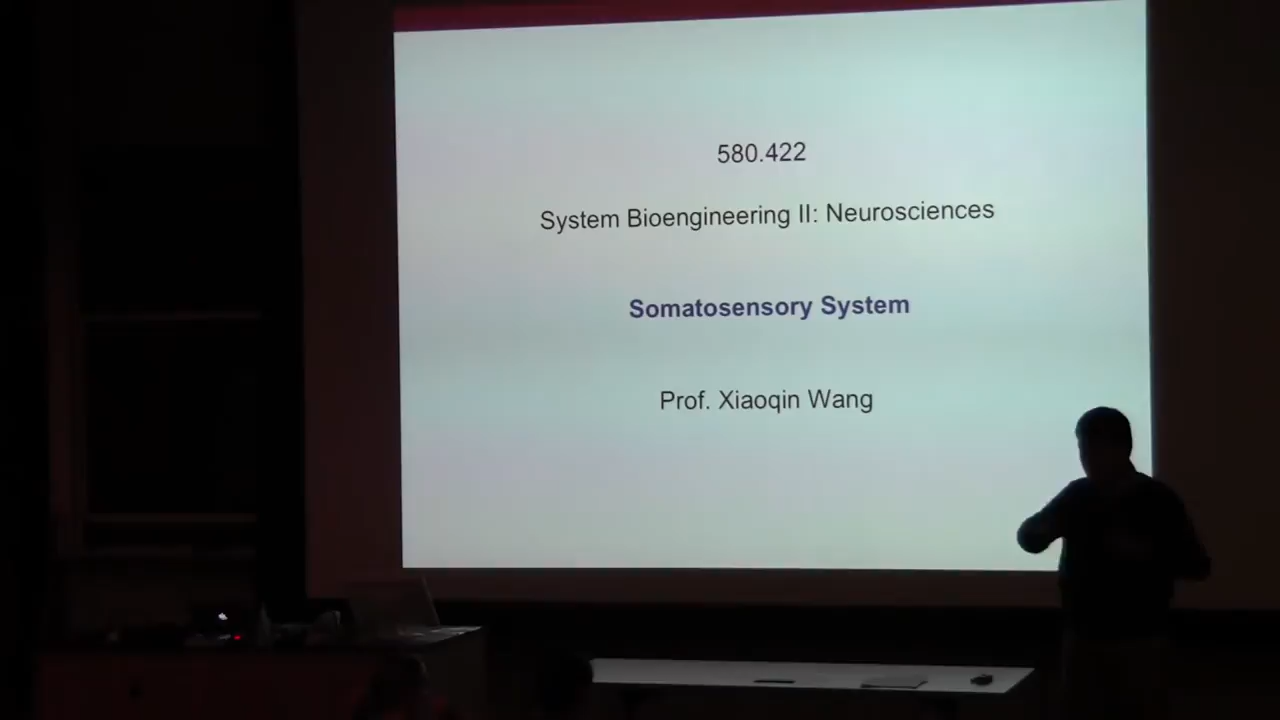 580.422
System Bioengineering II: Neurosciences
Somatosensory System
Prof. Xiaoqin Wang